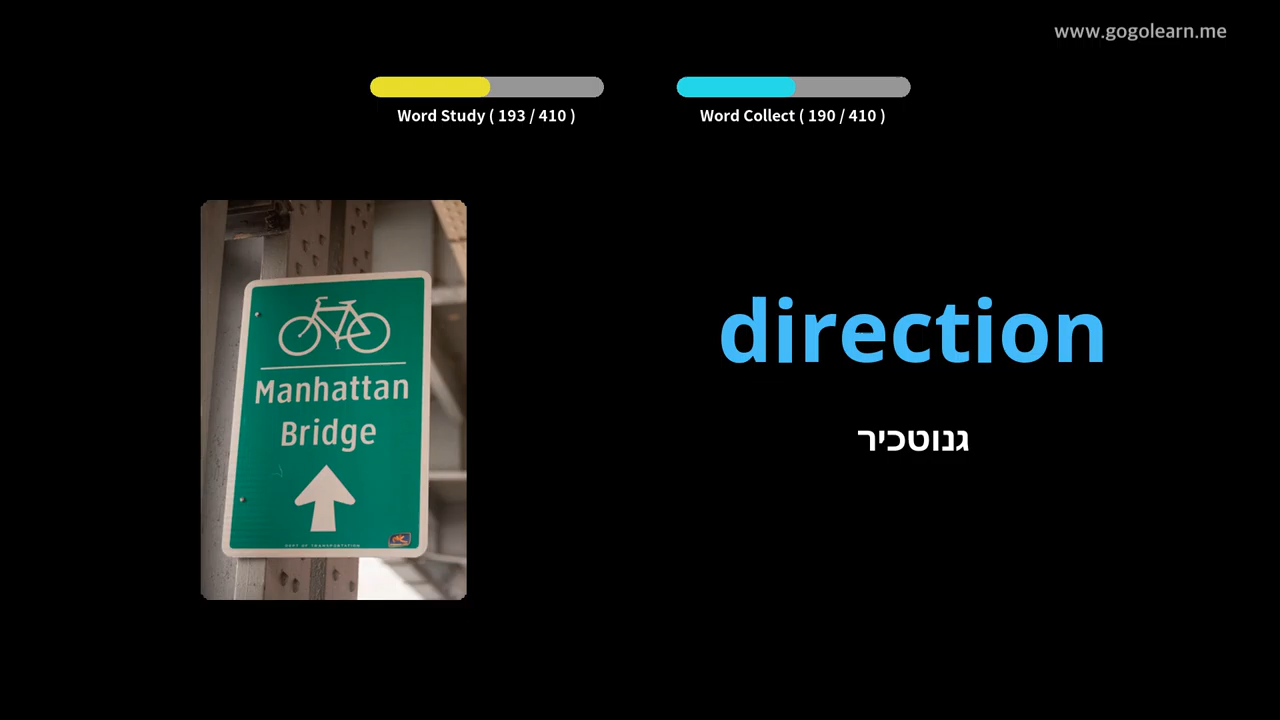 www.gogolearn.me
Word Study ( 193 / 410 )
Word Collect ( 190 / 410 )
Manhattan
Bridge
direction
גנוטכיר